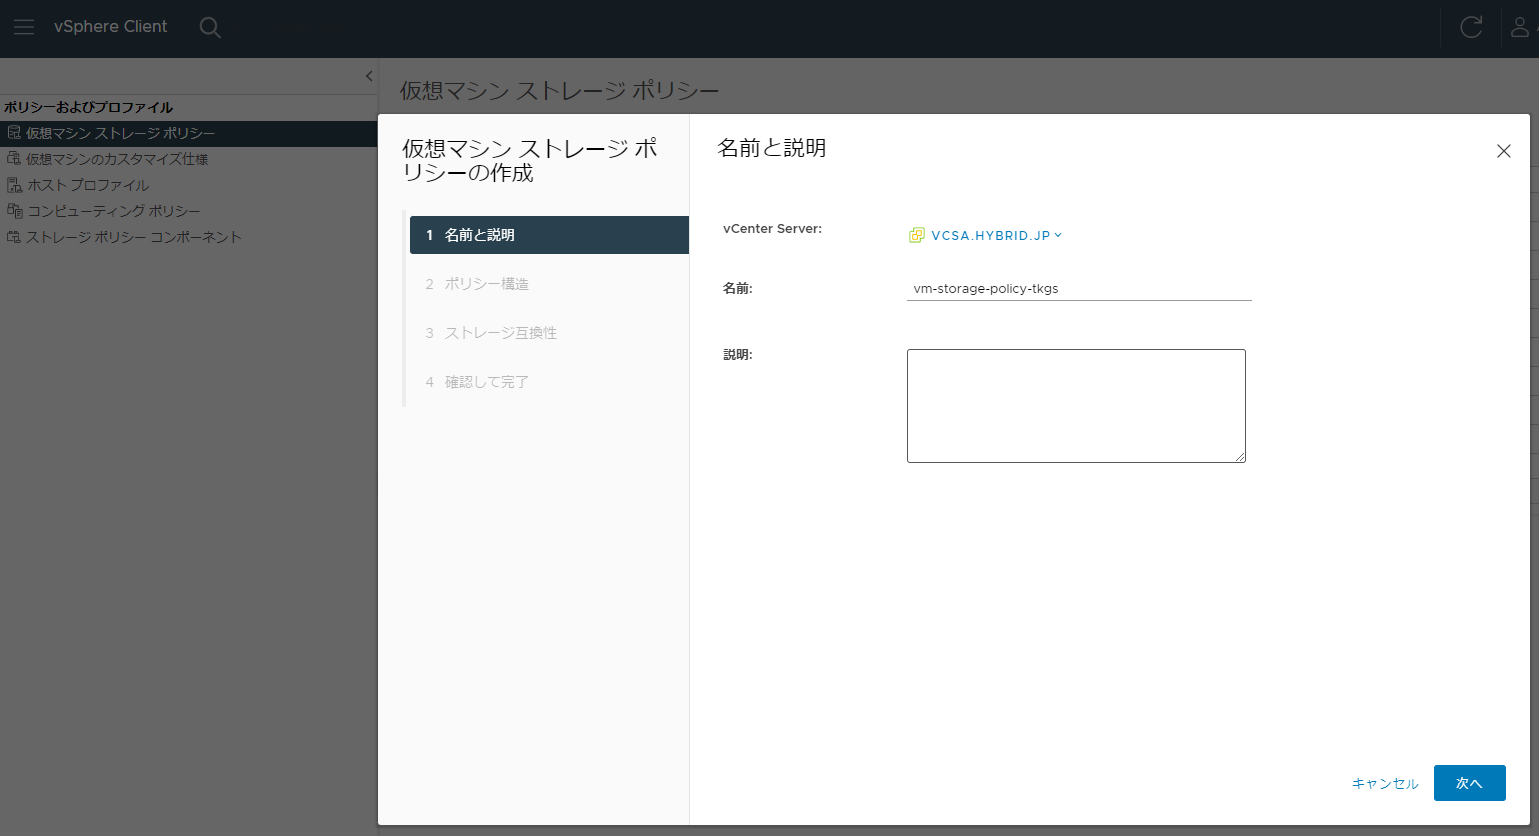 vSphere Client
ポリシーおよびプロファイル
仮想マシン ストレージ ポリシー
仮想マシンのカスタマイズ仕様
ホスト プロファイル
コンピューティング ポリシー
ストレージ ポリシー コンポーネント
仮想マシン ストレージ ポリシー
仮想マシン ストレージ ポ
リシーの作成
1 名前と説明
2 ポリシー構造
3 ストレージ互換性
4 確認して完了
名前と説明
vCenter Server:
VCSA.HYBRID.JP
名前:
vm-storage-policy-tkgs
説明:
キャンセル
次へ